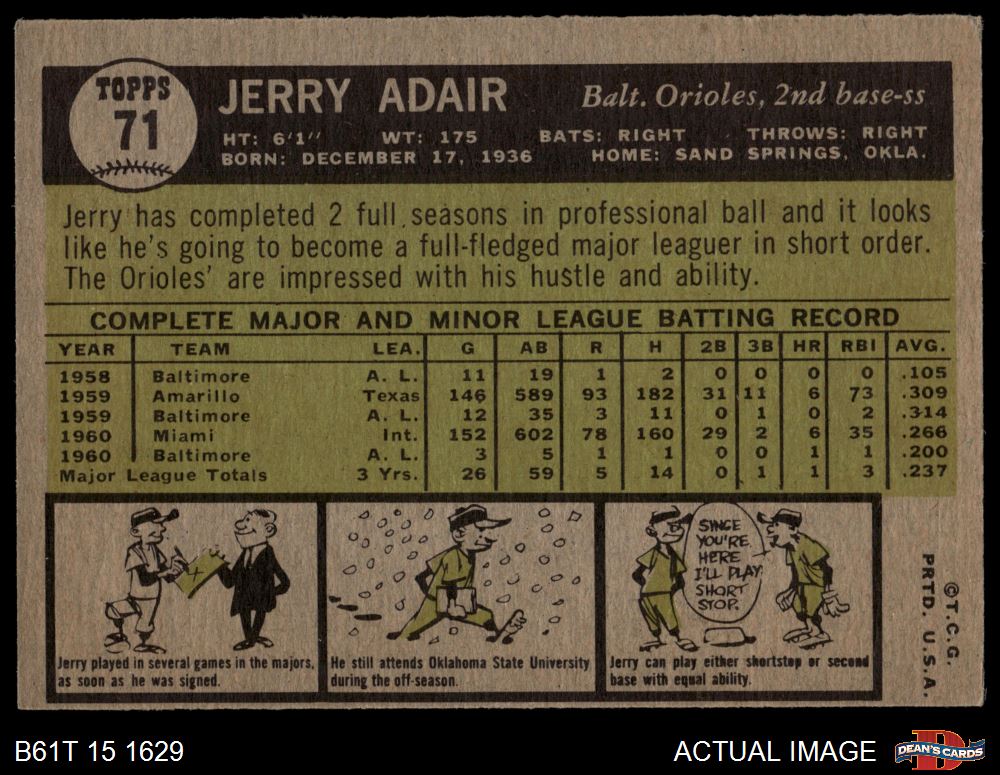 TOPPS
71
JERRY ADAIR
Balt. Orioles, 2nd base-ss
HT: 6'1" WT: 175 BATS: RIGHT THROWS: RIGHT
BORN: DECEMBER 17, 1936 HOME: SAND SPRINGS, OKLA.
Jerry has completed 2 full seasons in professional ball and it looks
like he's going to become a full-fledged major leaguer in short order.
The Orioles' are impressed with his hustle and ability.
COMPLETE MAJOR AND MINOR LEAGUE BATTING RECORD
YEAR TEAM LEA. G AB R H 2B 3B HR RBI AVG.
1958 Baltimore A. L. 11 19 1 2 0 0 0 0 .105
1959 Amarillo Texas 146 589 93 182 31 11 6 73 .309
1959 Baltimore A. L. 12 35 3 11 0 1 0 2 .314
1960 Miami Int. 152 602 78 160 29 2 6 35 .266
1960 Baltimore A. L. 3 5 1 1 0 0 1 1 .200
Major League Totals 3 Yrs. 26 59 5 14 0 1 1 3 .237
X
Jerry played in several games in the majors,
as soon as he was signed.
He still attends Oklahoma State University
during the off-season.
SINCE
YOU'RE
HERE
I'LL PLAY
SHORT
STOP.
Jerry can play either shortstop or second
base with equal ability.
©T.C.G.
PRTD. U.S.A.
B61T 15 1629
ACTUAL IMAGE
D
DEAN'S CARDS